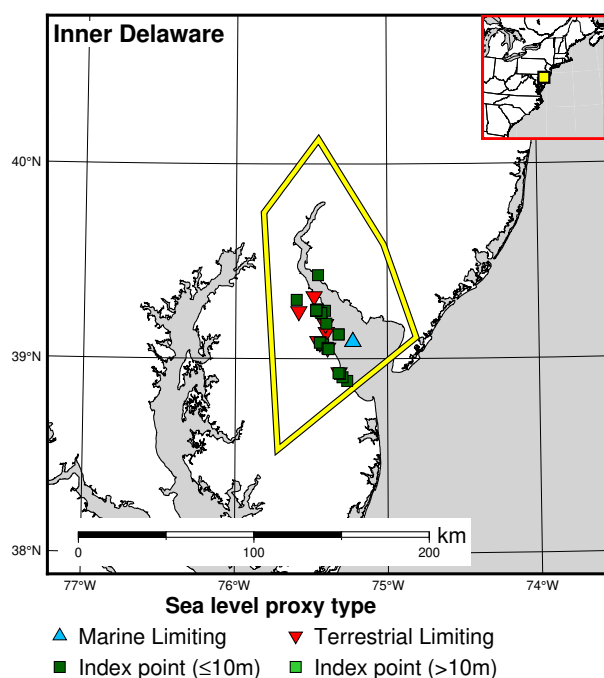 Inner Delaware
40°N
39°N
38°N
km
0 100 200
77°W 76°W 75°W 74°W
Sea level proxy type
Marine Limiting Terrestrial Limiting
Index point (≤10m) Index point (>10m)